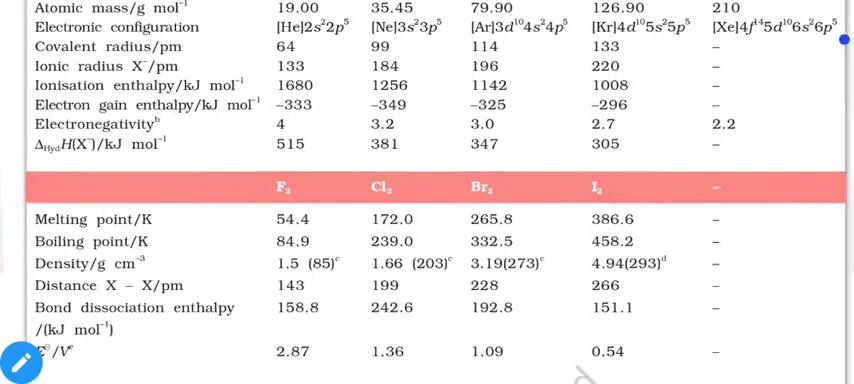 Atomic mass/g mol⁻¹ 19.00 35.45 79.90 126.90 210
Electronic configuration [He]2s²2p⁵ [Ne]3s²3p⁵ [Ar]3d¹⁰4s²4p⁵ [Kr]4d¹⁰5s²5p⁵ [Xe]4f¹⁴5d¹⁰6s²6p⁵
Covalent radius/pm 64 99 114 133 –
Ionic radius X⁻/pm 133 184 196 220 –
Ionisation enthalpy/kJ mol⁻¹ 1680 1256 1142 1008 –
Electron gain enthalpy/kJ mol⁻¹ –333 –349 –325 –296 –
Electronegativityᵇ 4 3.2 3.0 2.7 2.2
ΔHydH(X⁻)/kJ mol⁻¹ 515 381 347 305 –
F₂ Cl₂ Br₂ I₂ –
Melting point/K 54.4 172.0 265.8 386.6 –
Boiling point/K 84.9 239.0 332.5 458.2 –
Density/g cm⁻³ 1.5 (85)ᶜ 1.66 (203)ᶜ 3.19(273)ᶜ 4.94(293)ᵈ –
Distance X – X/pm 143 199 228 266 –
Bond dissociation enthalpy 158.8 242.6 192.8 151.1 –
/(kJ mol⁻¹)
E⊖/Vᵉ 2.87 1.36 1.09 0.54 –
d